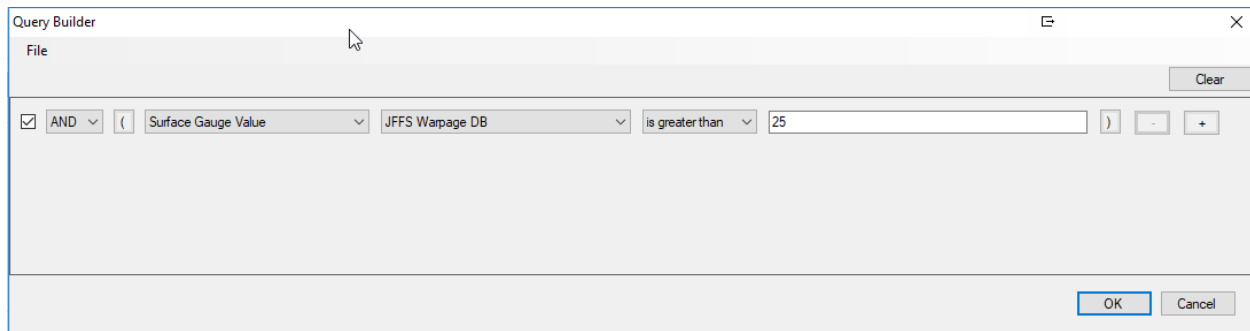 Query Builder
File
Clear
AND ( Surface Gauge Value JFFS Warpage DB is greater than 25 ) - +
OK Cancel